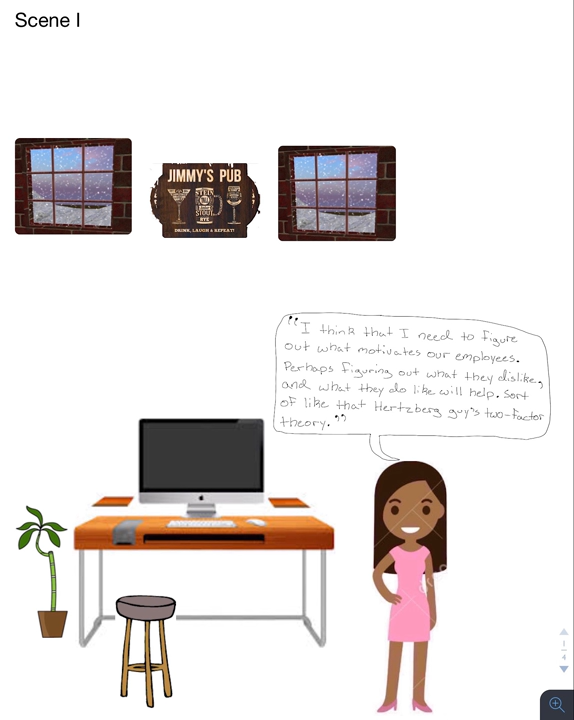 Scene I
JIMMY'S PUB
STEIN
STOUT
RYE
DRINK, LAUGH & REPEAT!
"I think that I need to figure
out what motivates our employees.
Perhaps figuring out what they dislike,
and what they do like will help. Sort
of like that Hertzberg guy's two-factor
theory."
1
4